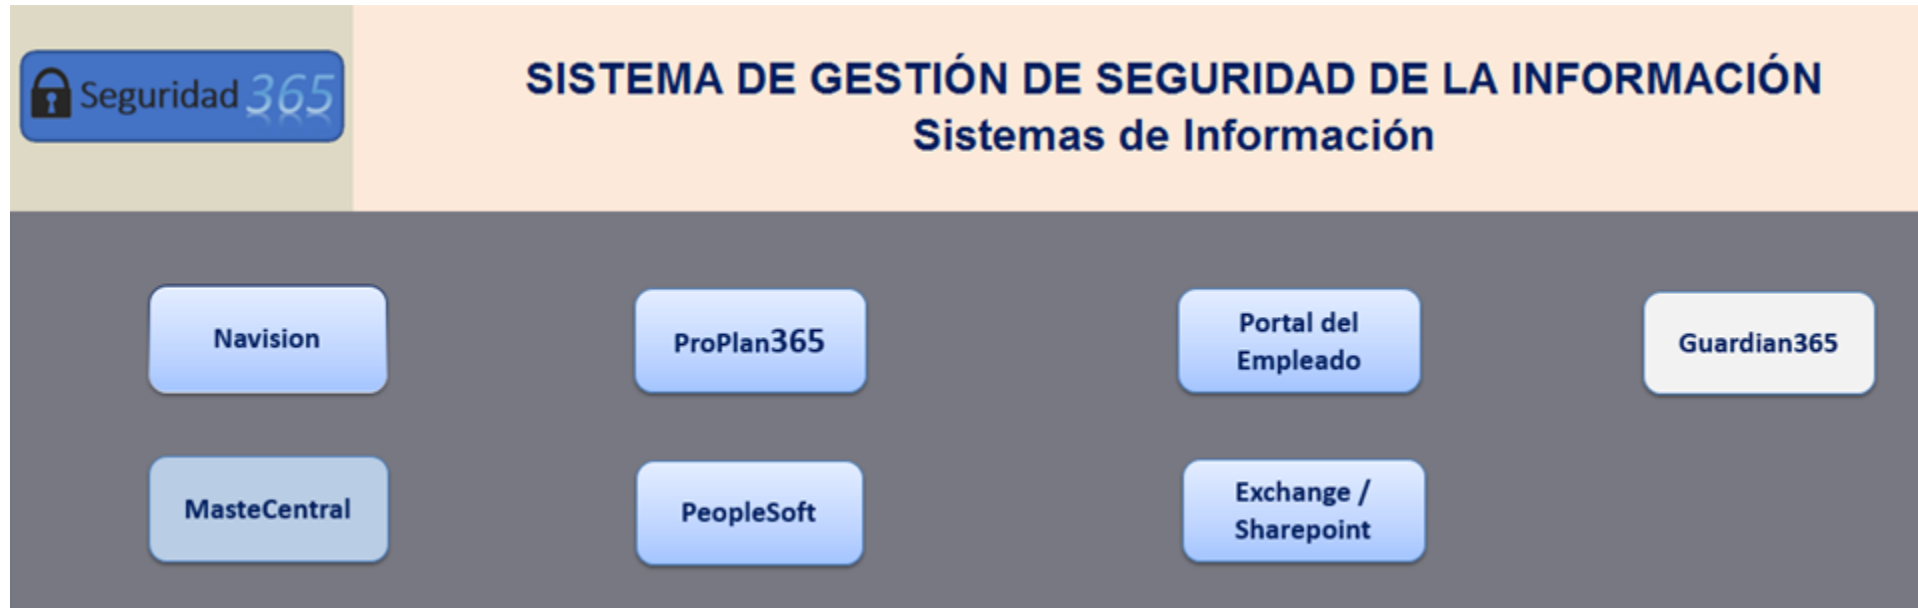 Seguridad 365
SISTEMA DE GESTIÓN DE SEGURIDAD DE LA INFORMACIÓN
Sistemas de Información
Navision
ProPlan365
Portal del
Empleado
Guardian365
MasteCentral
PeopleSoft
Exchange /
Sharepoint